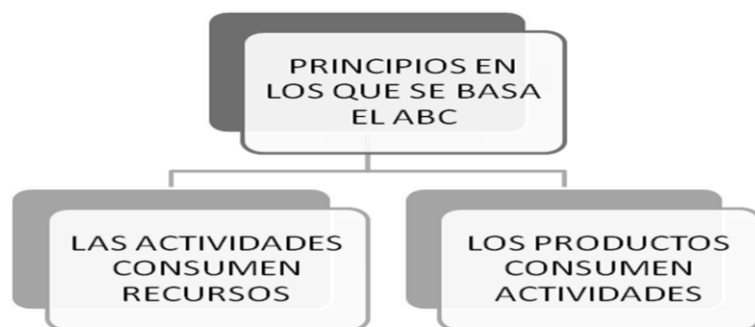 PRINCIPIOS EN
LOS QUE SE BASA
EL ABC
LAS ACTIVIDADES
CONSUMEN
RECURSOS
LOS PRODUCTOS
CONSUMEN
ACTIVIDADES